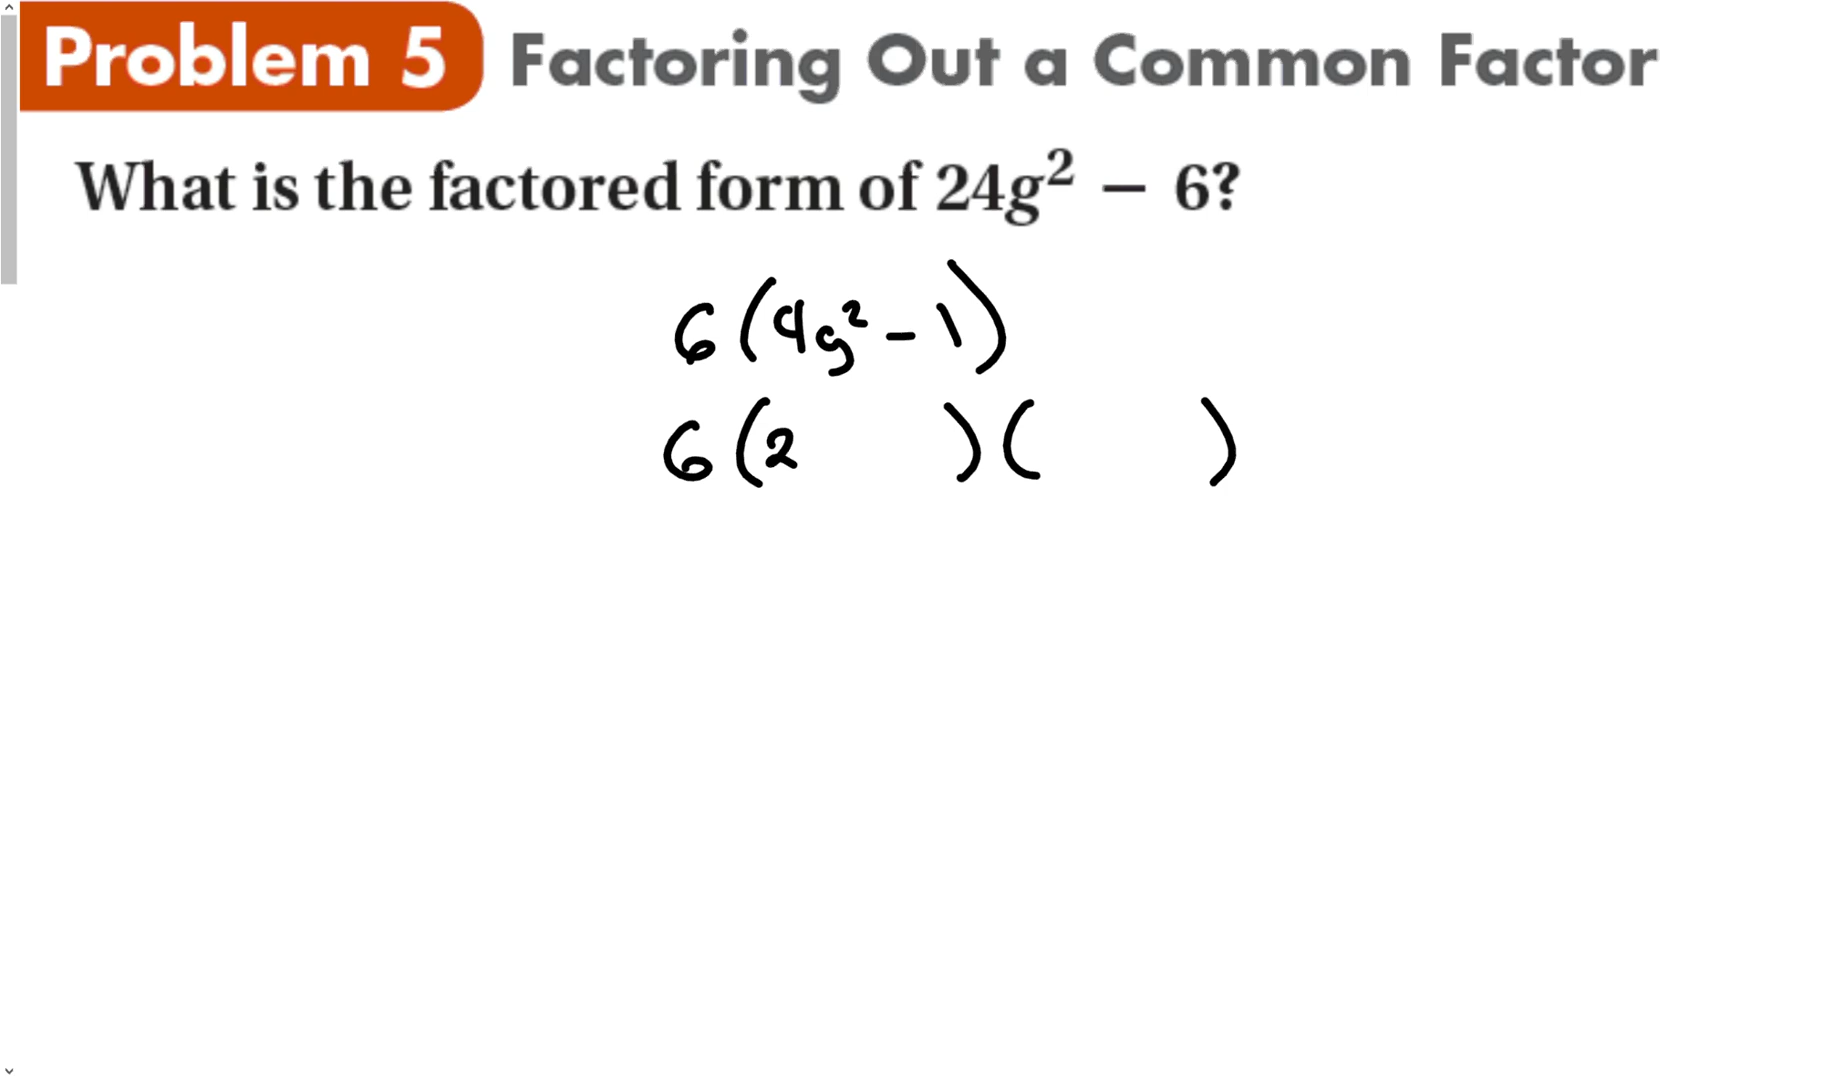 Problem 5 Factoring Out a Common Factor
What is the factored form of 24g² − 6?
6(4g² - 1)
6(2    )(    )